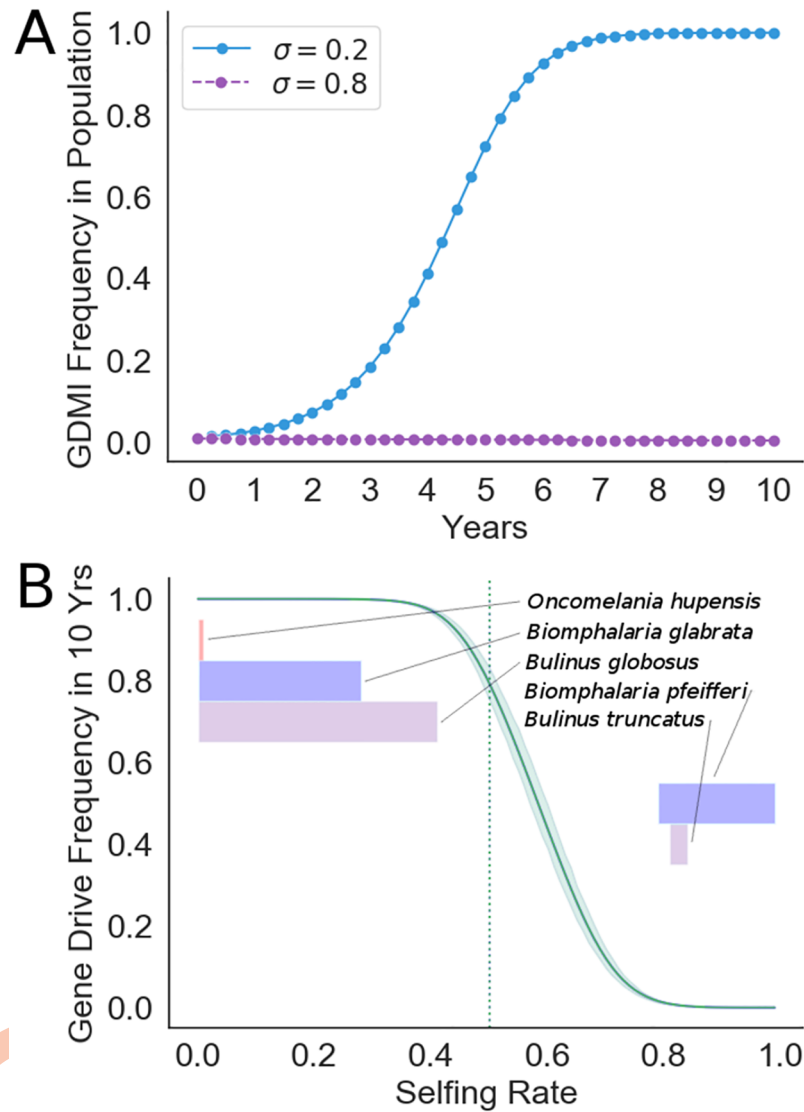 A
GDMI Frequency in Population
1.0
0.8
0.6
0.4
0.2
0.0
σ = 0.2
σ = 0.8
0 1 2 3 4 5 6 7 8 9 10
Years
B
Gene Drive Frequency in 10 Yrs
1.0
0.8
0.6
0.4
0.2
0.0
Oncomelania hupensis
Biomphalaria glabrata
Bulinus globosus
Biomphalaria pfeifferi
Bulinus truncatus
0.0 0.2 0.4 0.6 0.8 1.0
Selfing Rate